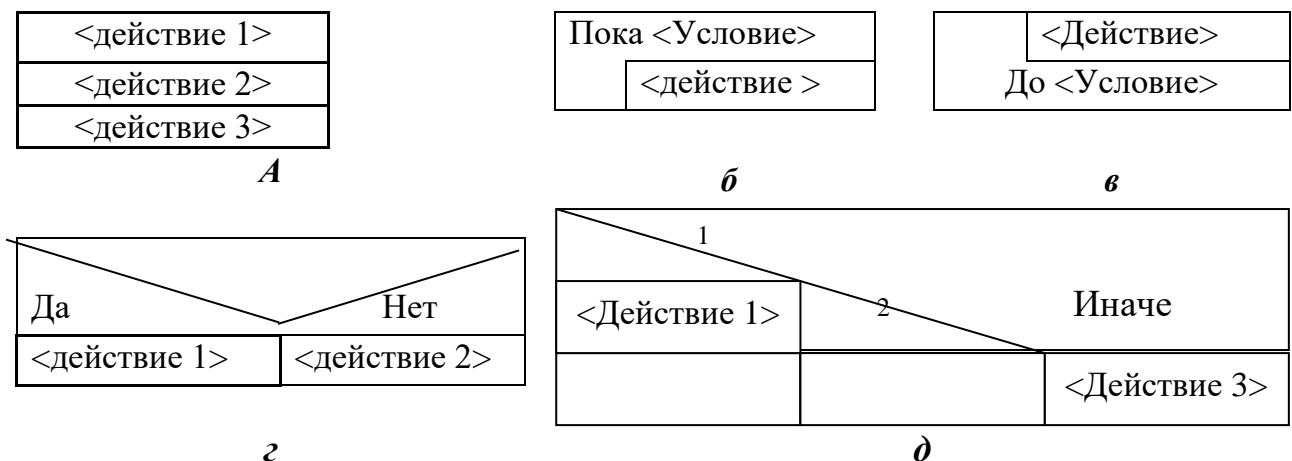 <действие 1>
<действие 2>
<действие 3>
А
Пока <Условие>
<действие >
б
<Действие>
До <Условие>
в
Да
Нет
<действие 1>
<действие 2>
г
1
<Действие 1>
2
Иначе
<Действие 3>
д